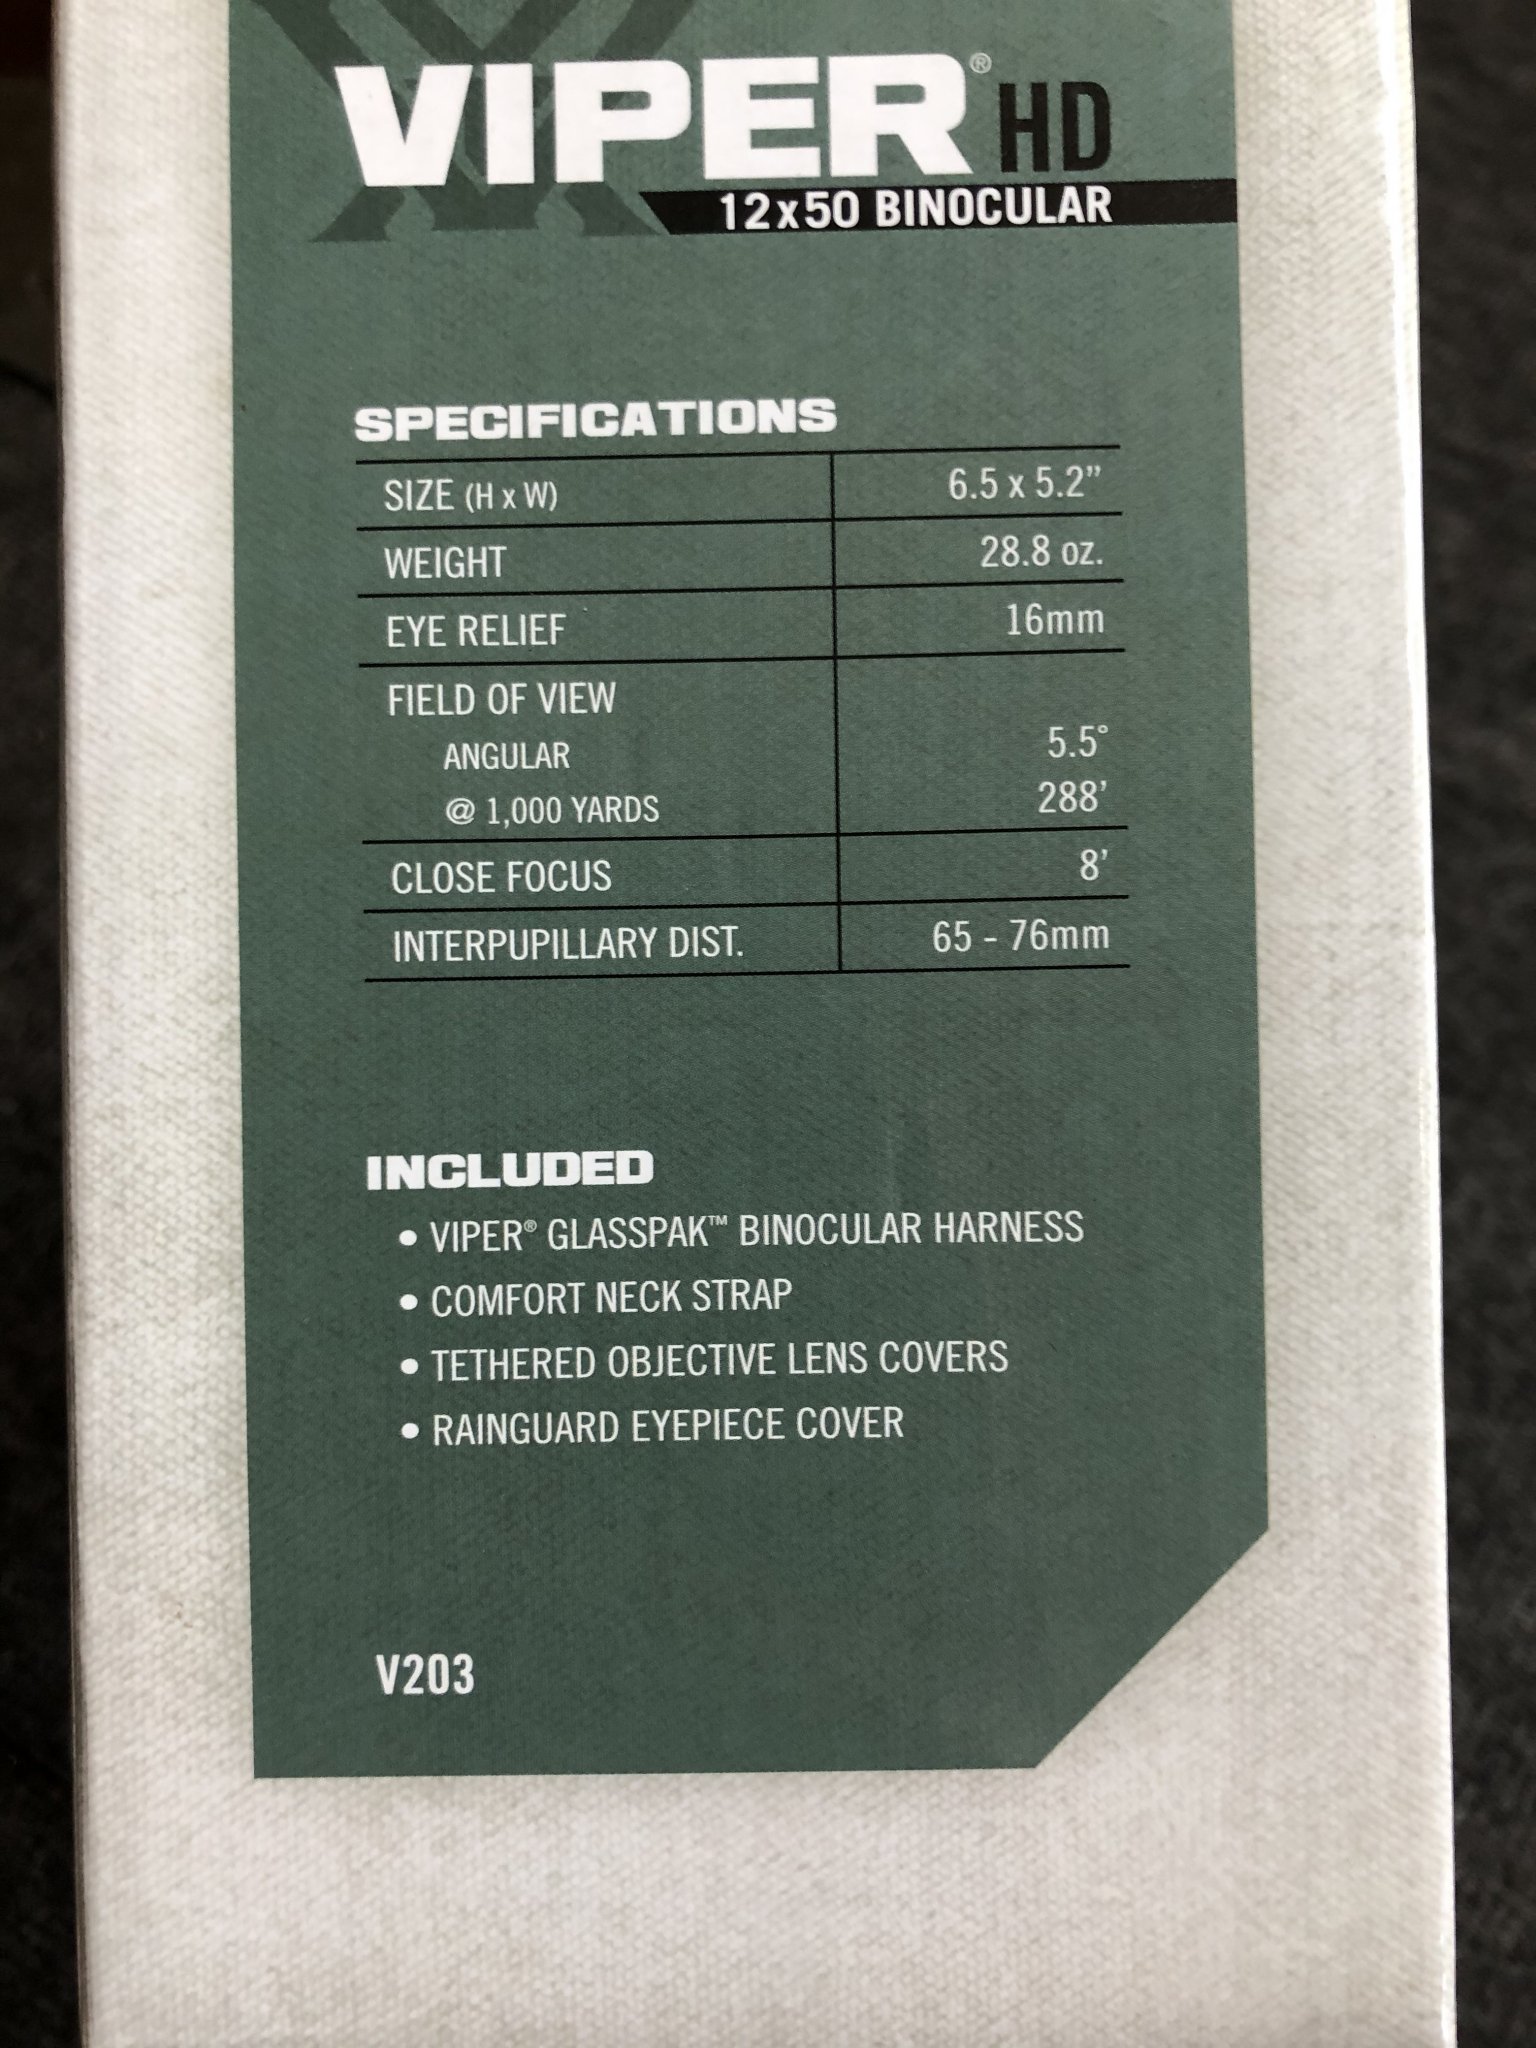 VIPER® HD
12x50 BINOCULAR
SPECIFICATIONS
SIZE (H x W) 6.5 x 5.2”
WEIGHT 28.8 oz.
EYE RELIEF 16mm
FIELD OF VIEW
ANGULAR 5.5°
@ 1,000 YARDS 288’
CLOSE FOCUS 8’
INTERPUPILLARY DIST. 65 - 76mm
INCLUDED
• VIPER® GLASSPAK™ BINOCULAR HARNESS
• COMFORT NECK STRAP
• TETHERED OBJECTIVE LENS COVERS
• RAINGUARD EYEPIECE COVER
V203